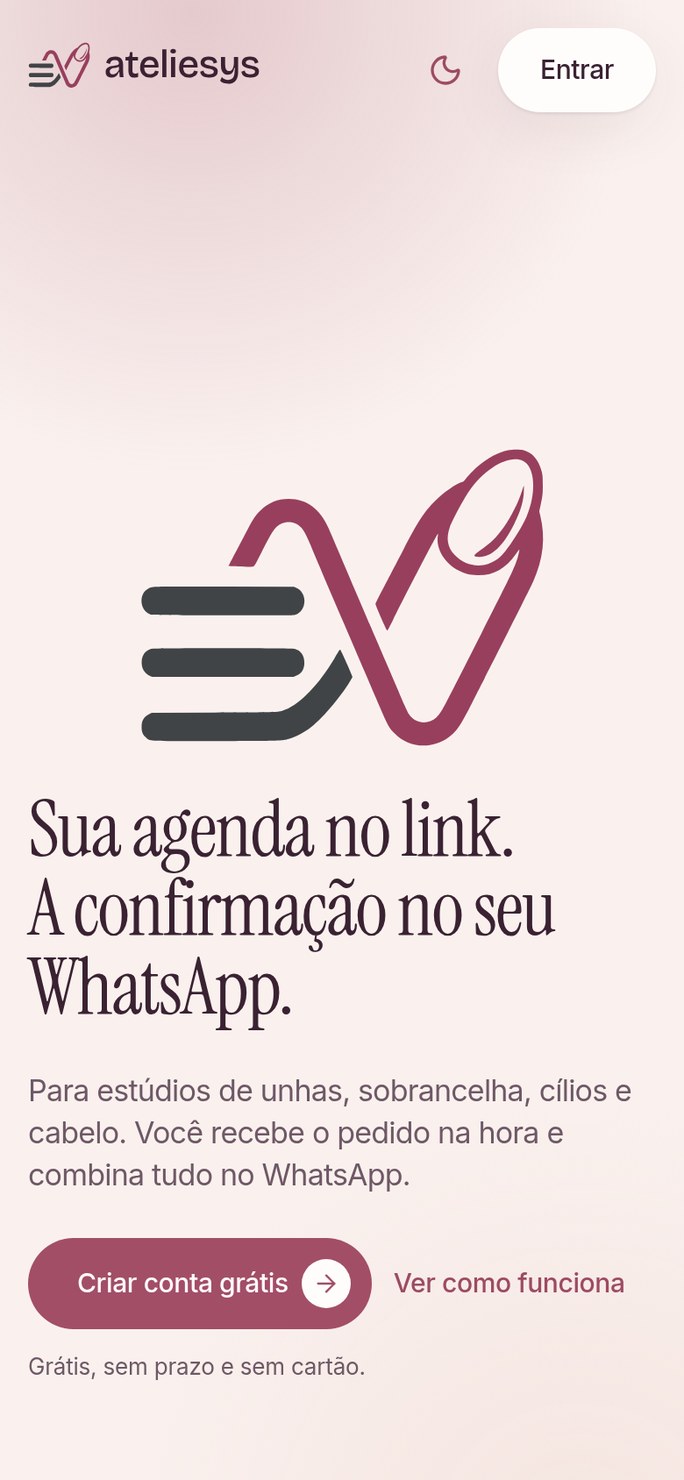 ateliesys
Entrar
Sua agenda no link.
A confirmação no seu
WhatsApp.
Para estúdios de unhas, sobrancelha, cílios e
cabelo. Você recebe o pedido na hora e
combina tudo no WhatsApp.
Criar conta grátis
Ver como funciona
Grátis, sem prazo e sem cartão.